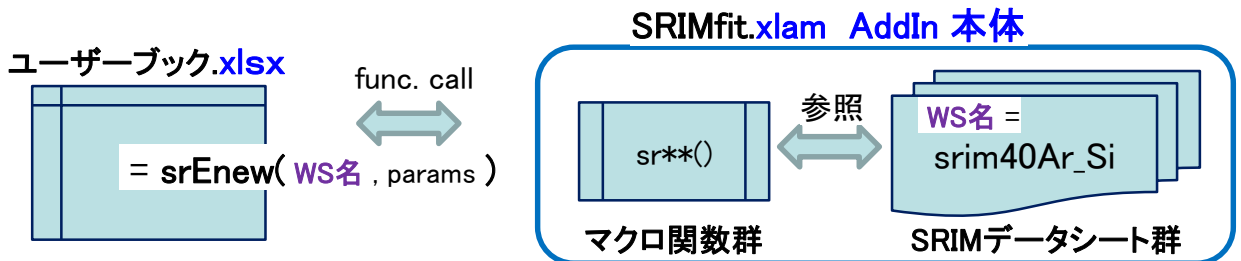 SRIMfit.xlam AddIn 本体
ユーザーブック.xlsx
func. call
= srEnew( WS名 , params )
sr**()
参照
WS名 =
srim40Ar_Si
マクロ関数群
SRIMデータシート群